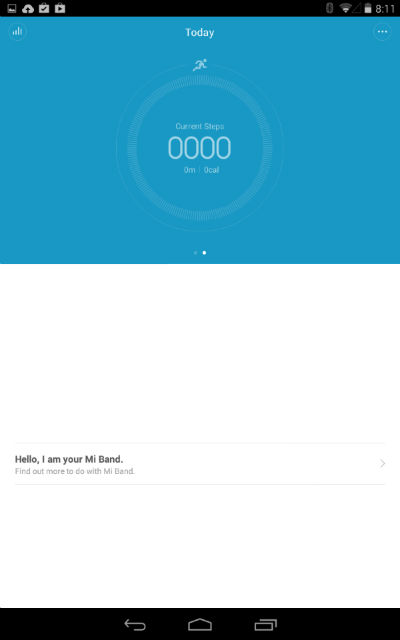 8:11
Today
Current Steps
0000
0m | 0cal
Hello, I am your Mi Band.
Find out more to do with Mi Band.